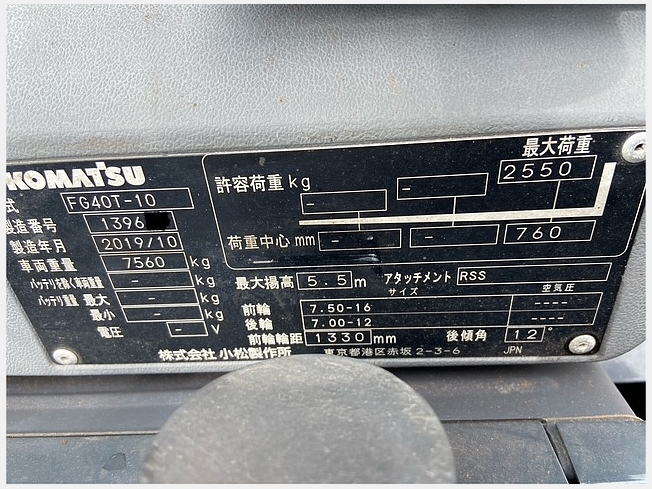 KOMATSU
式 FG40T-10
製造番号 1396
製造年月 2019/10
車両重量 7560 kg
バッテリを除く車両重量 - kg
バッテリ重量 最大 - kg
最小 - kg
電圧 - V
最大荷重
許容荷重 kg - - 2550
荷重中心 mm - - 760
最大揚高 5.5 m アタッチメント RSS
サイズ 空気圧
前輪 7.50-16 ----
後輪 7.00-12 ----
前輪輪距 1330 mm 後傾角 12°
株式会社 小松製作所 東京都港区赤坂 2-3-6 JPN